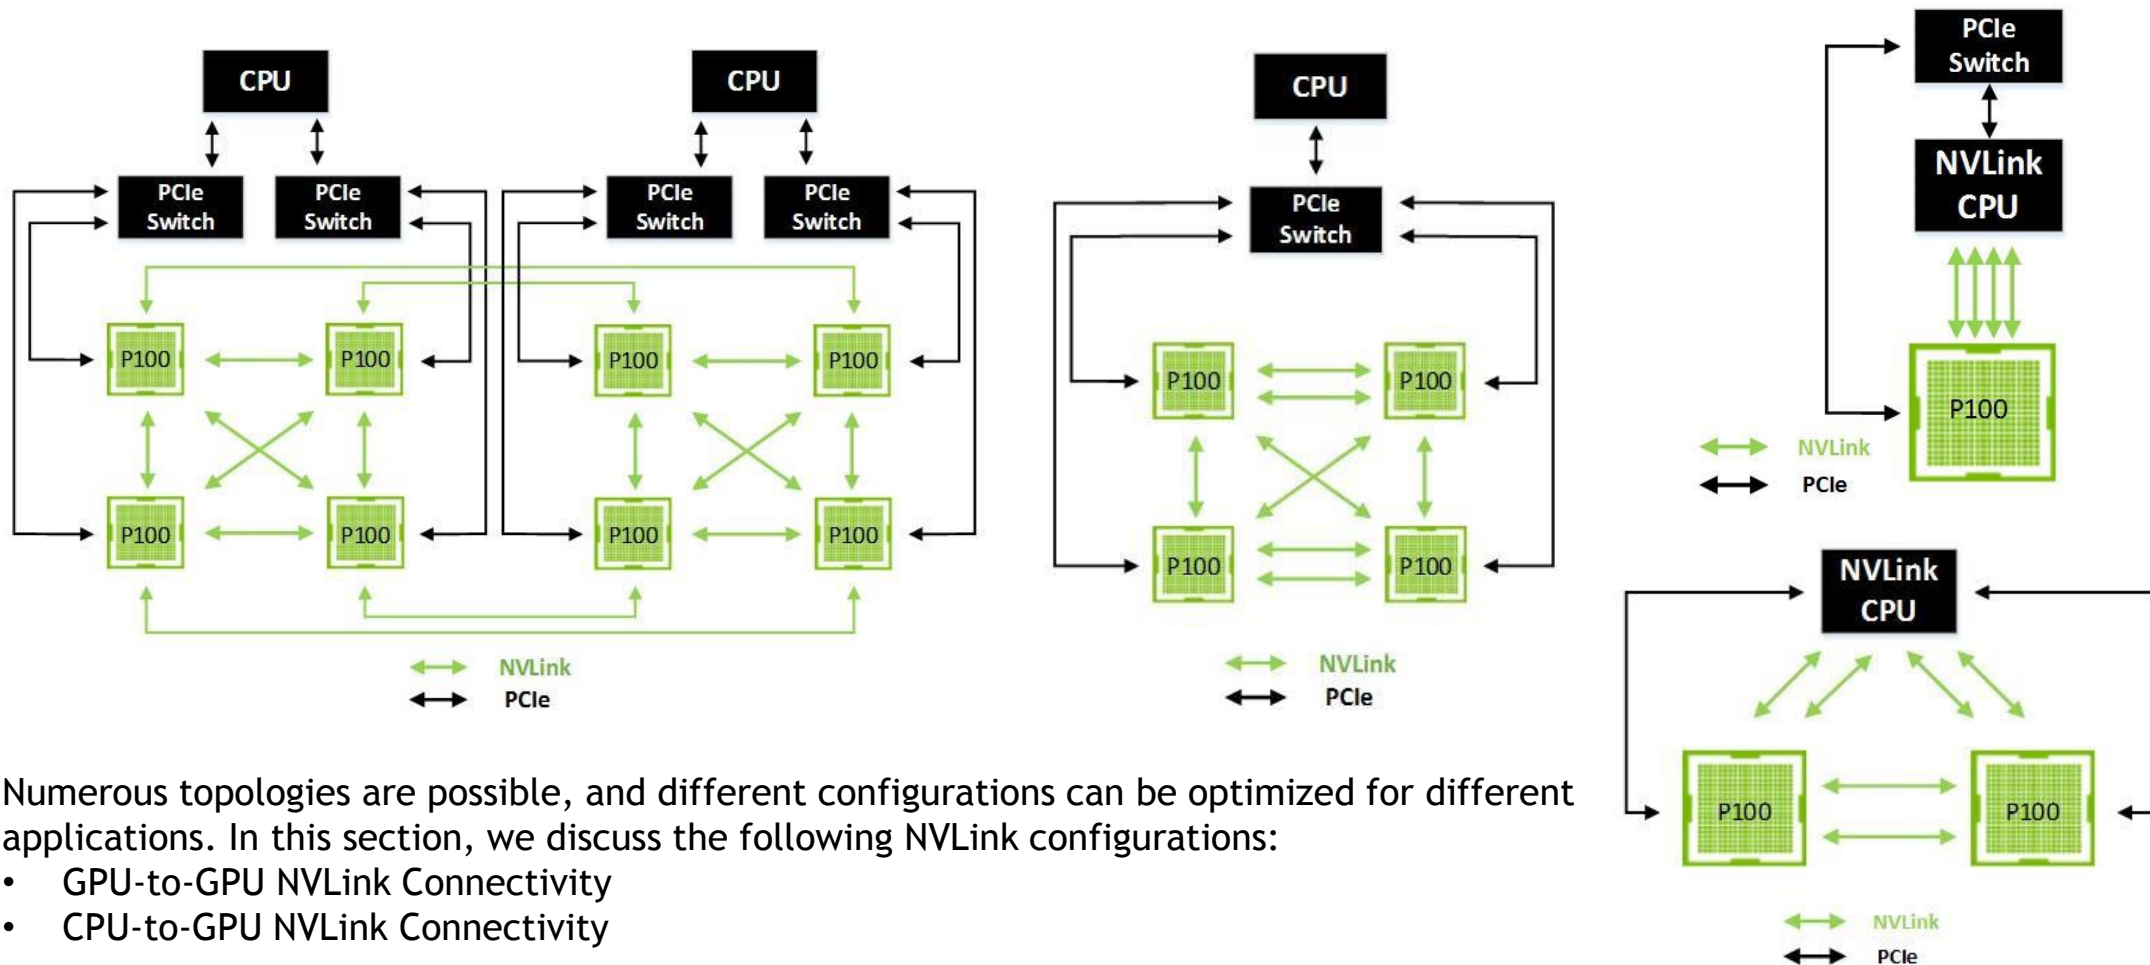 CPU
CPU
PCIe
Switch
PCIe
Switch
PCIe
Switch
PCIe
Switch
P100
P100
P100
P100
P100
P100
P100
P100
NVLink
PCIe
CPU
PCIe
Switch
P100
P100
P100
P100
NVLink
PCIe
PCIe
Switch
NVLink
CPU
P100
NVLink
PCIe
NVLink
CPU
P100
P100
NVLink
PCIe
Numerous topologies are possible, and different configurations can be optimized for different
applications. In this section, we discuss the following NVLink configurations:
• GPU-to-GPU NVLink Connectivity
• CPU-to-GPU NVLink Connectivity